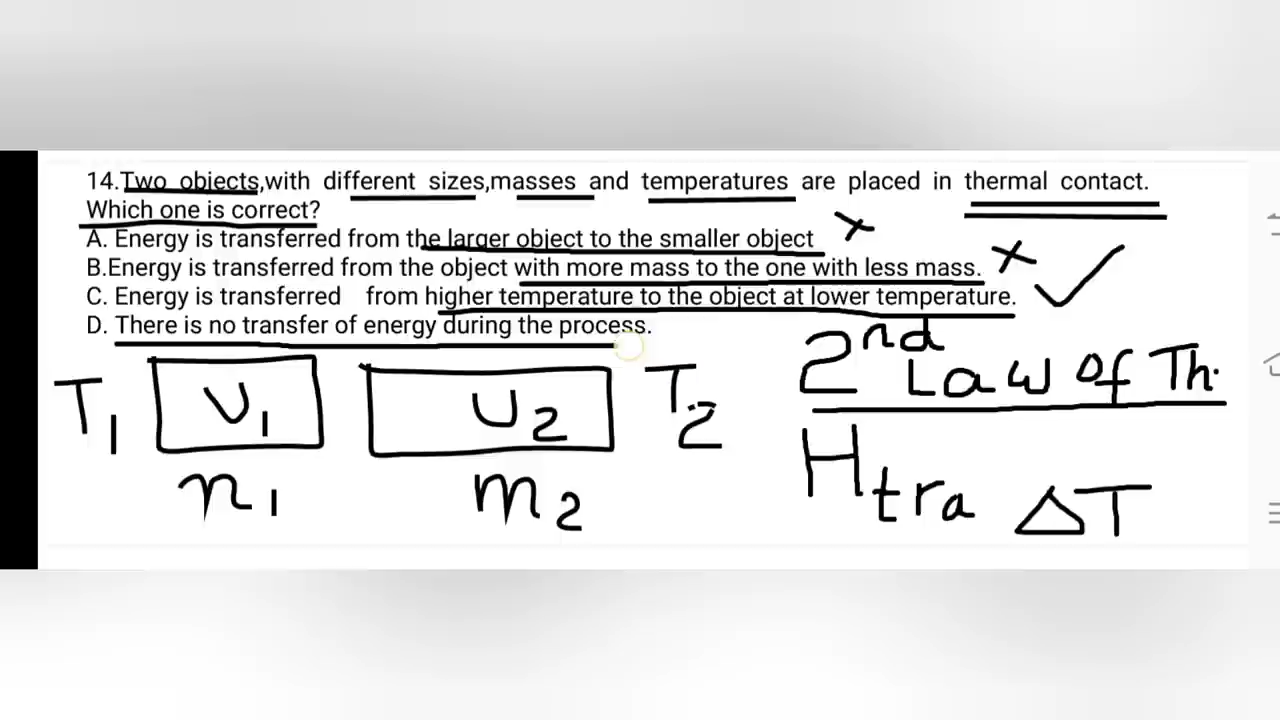 14.Two objects,with different sizes,masses and temperatures are placed in thermal contact.
Which one is correct?
A. Energy is transferred from the larger object to the smaller object
B.Energy is transferred from the object with more mass to the one with less mass.
C. Energy is transferred from higher temperature to the object at lower temperature.
D. There is no transfer of energy during the process.
2nd Law of Th.
T1 U1 U2 T2
m1 m2
Htra ΔT